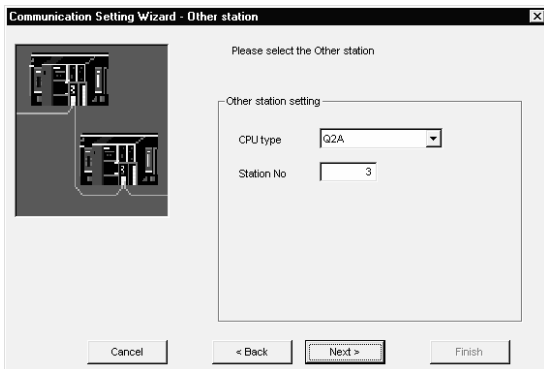 Communication Setting Wizard - Other station
Please select the Other station
Other station setting
CPU type Q2A
Station No 3
Cancel < Back Next > Finish